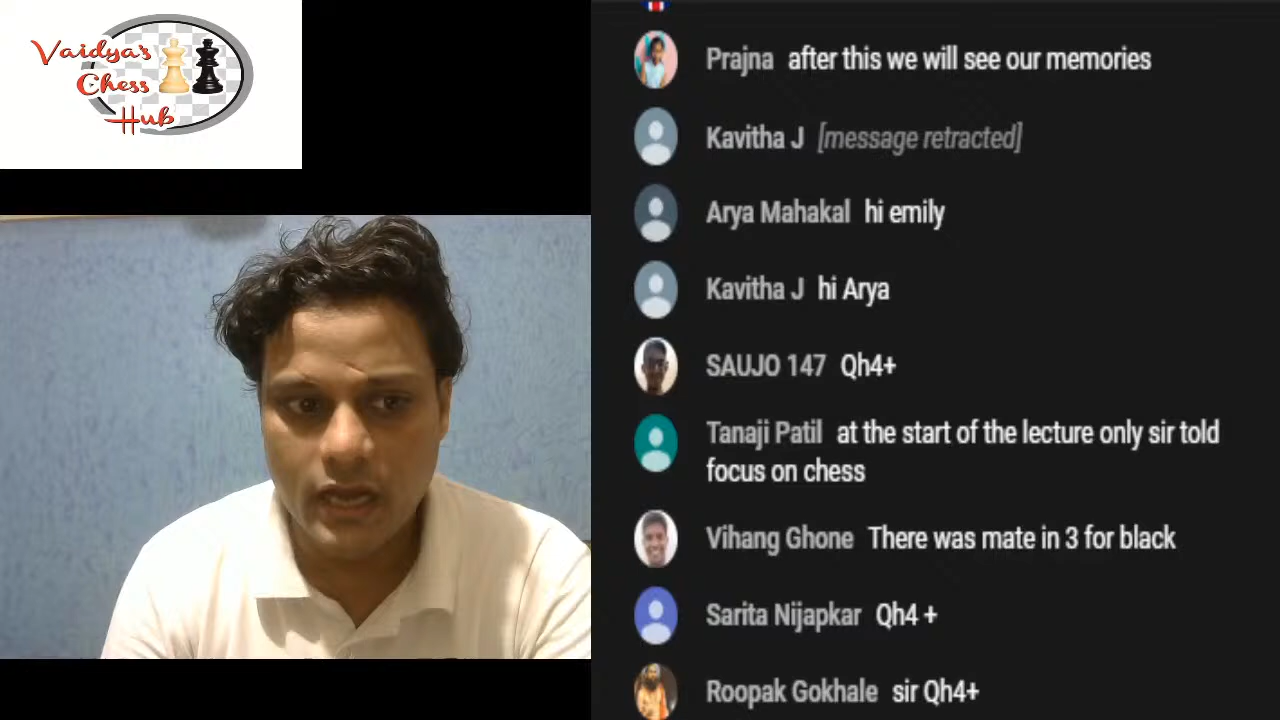 Vaidya's
Chess
Hub
Prajna after this we will see our memories
Kavitha J [message retracted]
Arya Mahakal hi emily
Kavitha J hi Arya
SAUJO 147 Qh4+
Tanaji Patil at the start of the lecture only sir told
focus on chess
Vihang Ghone There was mate in 3 for black
Sarita Nijapkar Qh4 +
Roopak Gokhale sir Qh4+